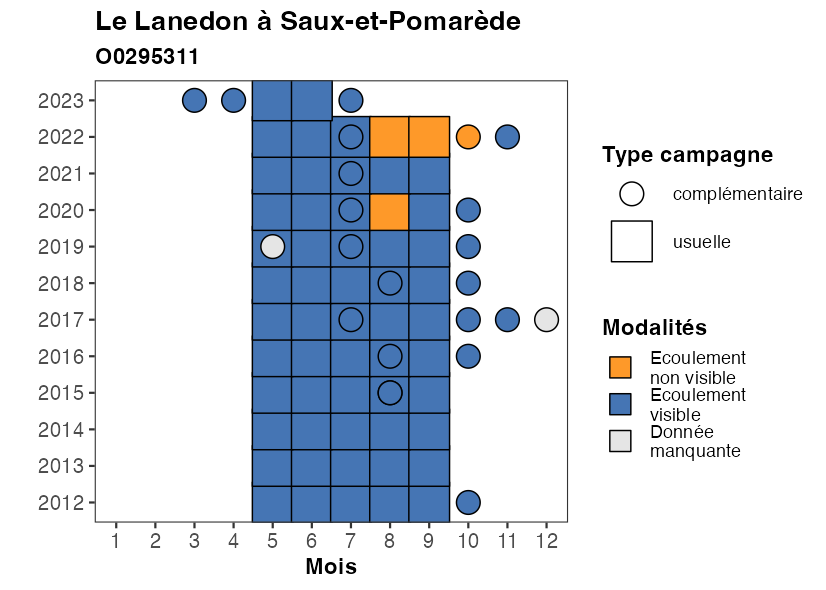 Le Lanedon à Saux-et-Pomarède
O0295311
2023
2022
2021
2020
2019
2018
2017
2016
2015
2014
2013
2012
1 2 3 4 5 6 7 8 9 10 11 12
Mois
Type campagne
complémentaire
usuelle
Modalités
Ecoulement
non visible
Ecoulement
visible
Donnée
manquante